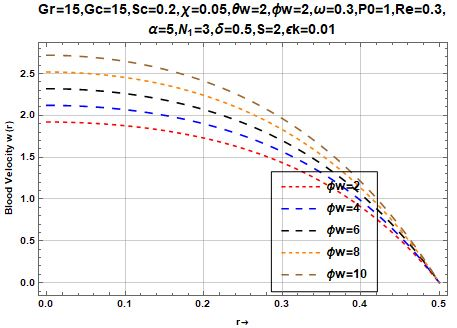 Gr=15,Gc=15,Sc=0.2,χ=0.05,θw=2,ϕw=2,ω=0.3,P0=1,Re=0.3,
α=5,N₁=3,δ=0.5,S=2,ϵk=0.01
Blood Velocity w (r)
2.5
2.0
1.5
1.0
0.5
0.0
ϕw=2
ϕw=4
ϕw=6
ϕw=8
ϕw=10
0.0 0.1 0.2 0.3 0.4 0.5
r→